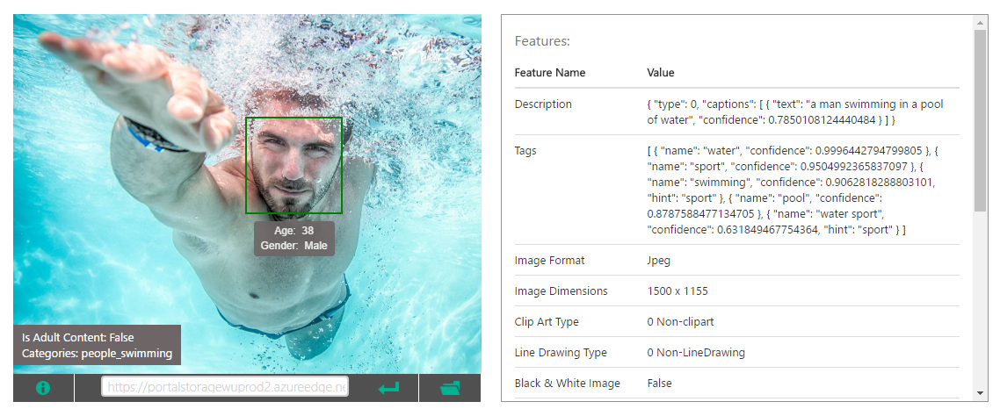 Age: 38
Gender: Male
Is Adult Content: False
Categories: people_swimming
https://portalstoragewuprod2.azureedge.ne
Features:
Feature Name Value
Description { "type": 0, "captions": [ { "text": "a man swimming in a pool
of water", "confidence": 0.7850108124440484 } ] }
Tags [ { "name": "water", "confidence": 0.9996442794799805 }, {
"name": "sport", "confidence": 0.9504992365837097 }, {
"name": "swimming", "confidence": 0.9062818288803101,
"hint": "sport" }, { "name": "pool", "confidence":
0.8787588477134705 }, { "name": "water sport",
"confidence": 0.631849467754364, "hint": "sport" } ]
Image Format Jpeg
Image Dimensions 1500 x 1155
Clip Art Type 0 Non-clipart
Line Drawing Type 0 Non-LineDrawing
Black & White Image False